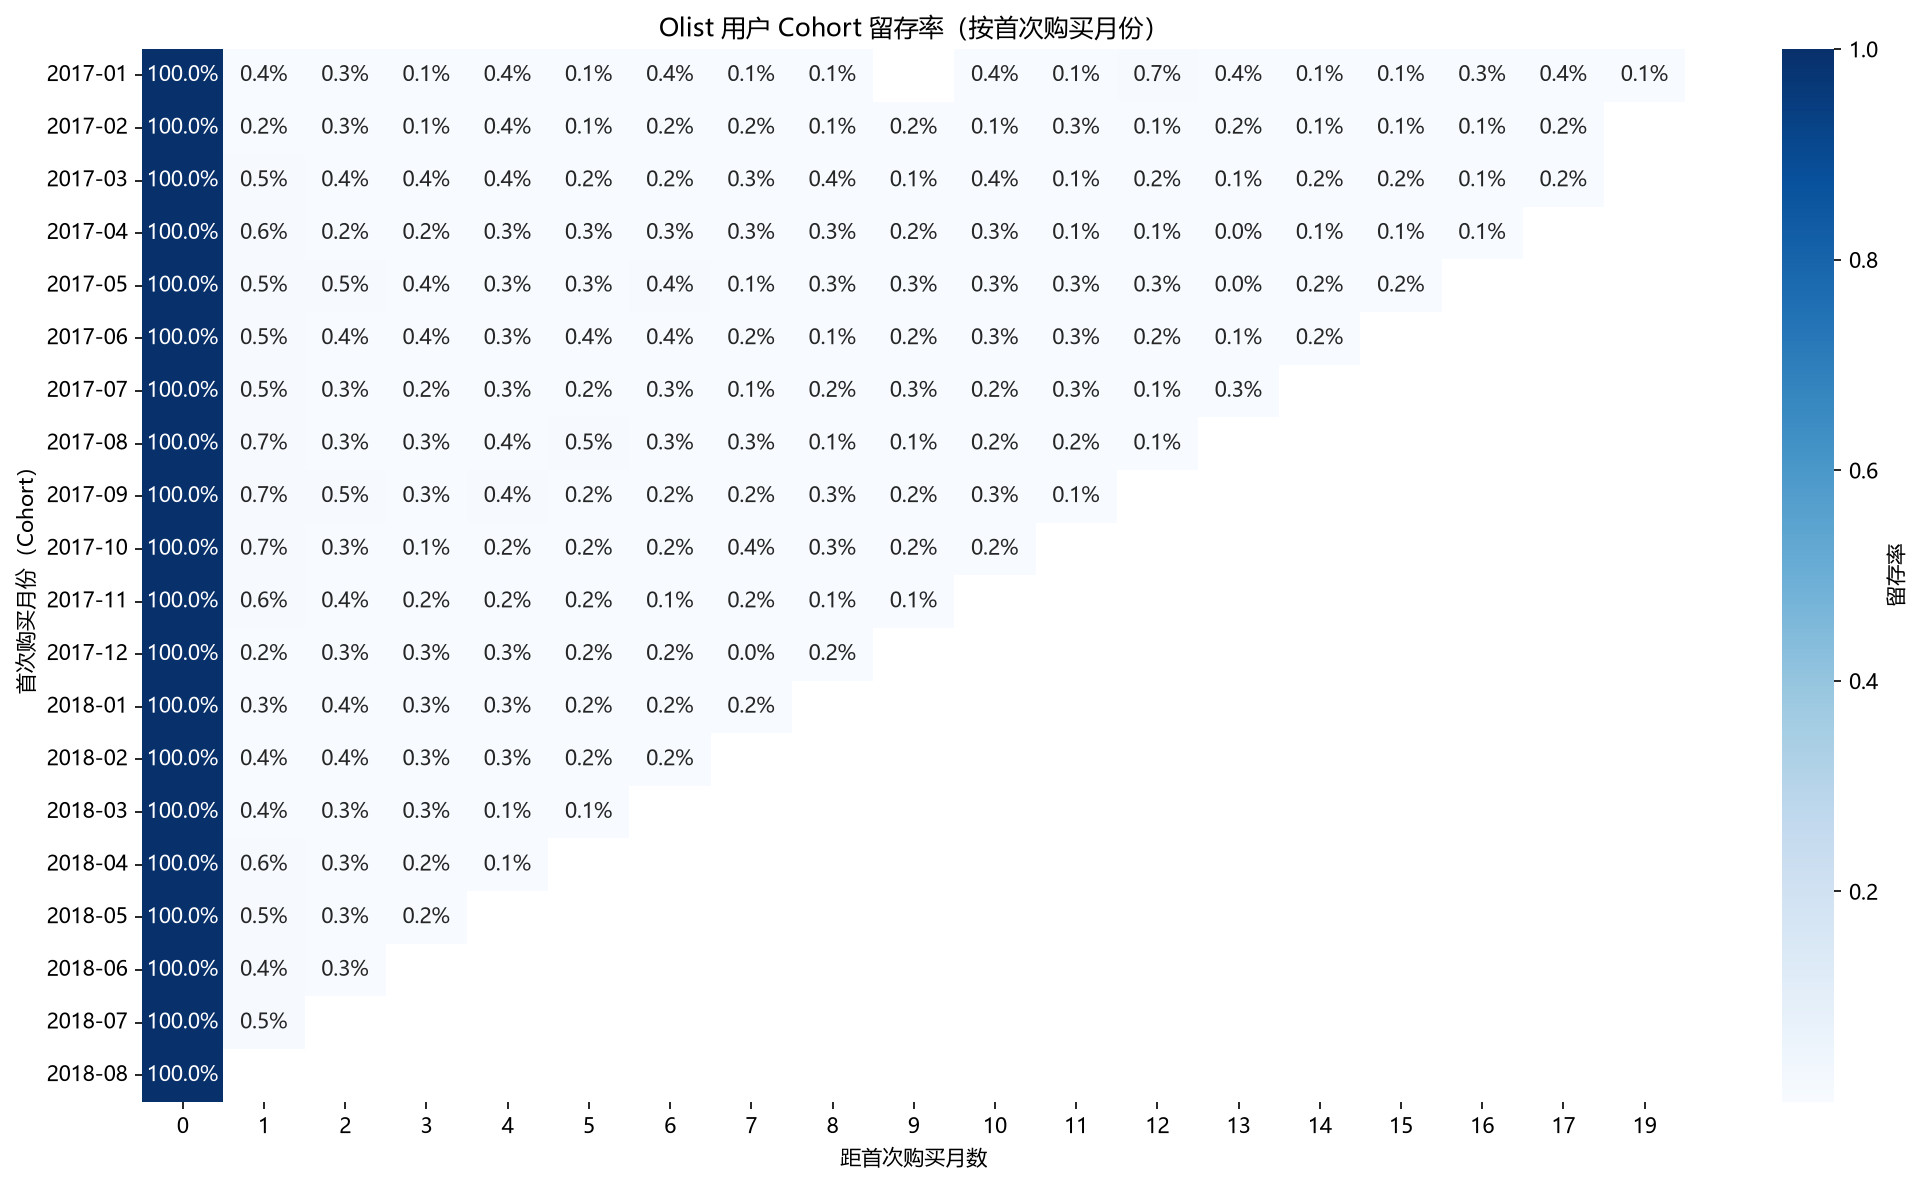 Olist 用户 Cohort 留存率（按首次购买月份）
首次购买月份（Cohort）
2017-01 100.0% 0.4% 0.3% 0.1% 0.4% 0.1% 0.4% 0.1% 0.1% 0.4% 0.1% 0.7% 0.4% 0.1% 0.1% 0.3% 0.4% 0.1%
2017-02 100.0% 0.2% 0.3% 0.1% 0.4% 0.1% 0.2% 0.2% 0.1% 0.2% 0.1% 0.3% 0.1% 0.2% 0.1% 0.1% 0.1% 0.2%
2017-03 100.0% 0.5% 0.4% 0.4% 0.4% 0.2% 0.2% 0.3% 0.4% 0.1% 0.4% 0.1% 0.2% 0.1% 0.2% 0.2% 0.1% 0.2%
2017-04 100.0% 0.6% 0.2% 0.2% 0.3% 0.3% 0.3% 0.3% 0.3% 0.2% 0.3% 0.1% 0.1% 0.0% 0.1% 0.1% 0.1%
2017-05 100.0% 0.5% 0.5% 0.4% 0.3% 0.3% 0.4% 0.1% 0.3% 0.3% 0.3% 0.3% 0.3% 0.0% 0.2% 0.2%
2017-06 100.0% 0.5% 0.4% 0.4% 0.3% 0.4% 0.4% 0.2% 0.1% 0.2% 0.3% 0.3% 0.2% 0.1% 0.2%
2017-07 100.0% 0.5% 0.3% 0.2% 0.3% 0.2% 0.3% 0.1% 0.2% 0.3% 0.2% 0.3% 0.1% 0.3%
2017-08 100.0% 0.7% 0.3% 0.3% 0.4% 0.5% 0.3% 0.3% 0.1% 0.1% 0.2% 0.2% 0.1%
2017-09 100.0% 0.7% 0.5% 0.3% 0.4% 0.2% 0.2% 0.2% 0.3% 0.2% 0.3% 0.1%
2017-10 100.0% 0.7% 0.3% 0.1% 0.2% 0.2% 0.2% 0.4% 0.3% 0.2% 0.2%
2017-11 100.0% 0.6% 0.4% 0.2% 0.2% 0.2% 0.1% 0.2% 0.1% 0.1%
2017-12 100.0% 0.2% 0.3% 0.3% 0.3% 0.2% 0.2% 0.0% 0.2%
2018-01 100.0% 0.3% 0.4% 0.3% 0.3% 0.2% 0.2% 0.2%
2018-02 100.0% 0.4% 0.4% 0.3% 0.3% 0.2% 0.2%
2018-03 100.0% 0.4% 0.3% 0.3% 0.1% 0.1%
2018-04 100.0% 0.6% 0.3% 0.2% 0.1%
2018-05 100.0% 0.5% 0.3% 0.2%
2018-06 100.0% 0.4% 0.3%
2018-07 100.0% 0.5%
2018-08 100.0%
0 1 2 3 4 5 6 7 8 9 10 11 12 13 14 15 16 17 19
距首次购买月数
1.0
0.8
0.6
0.4
0.2
留存率